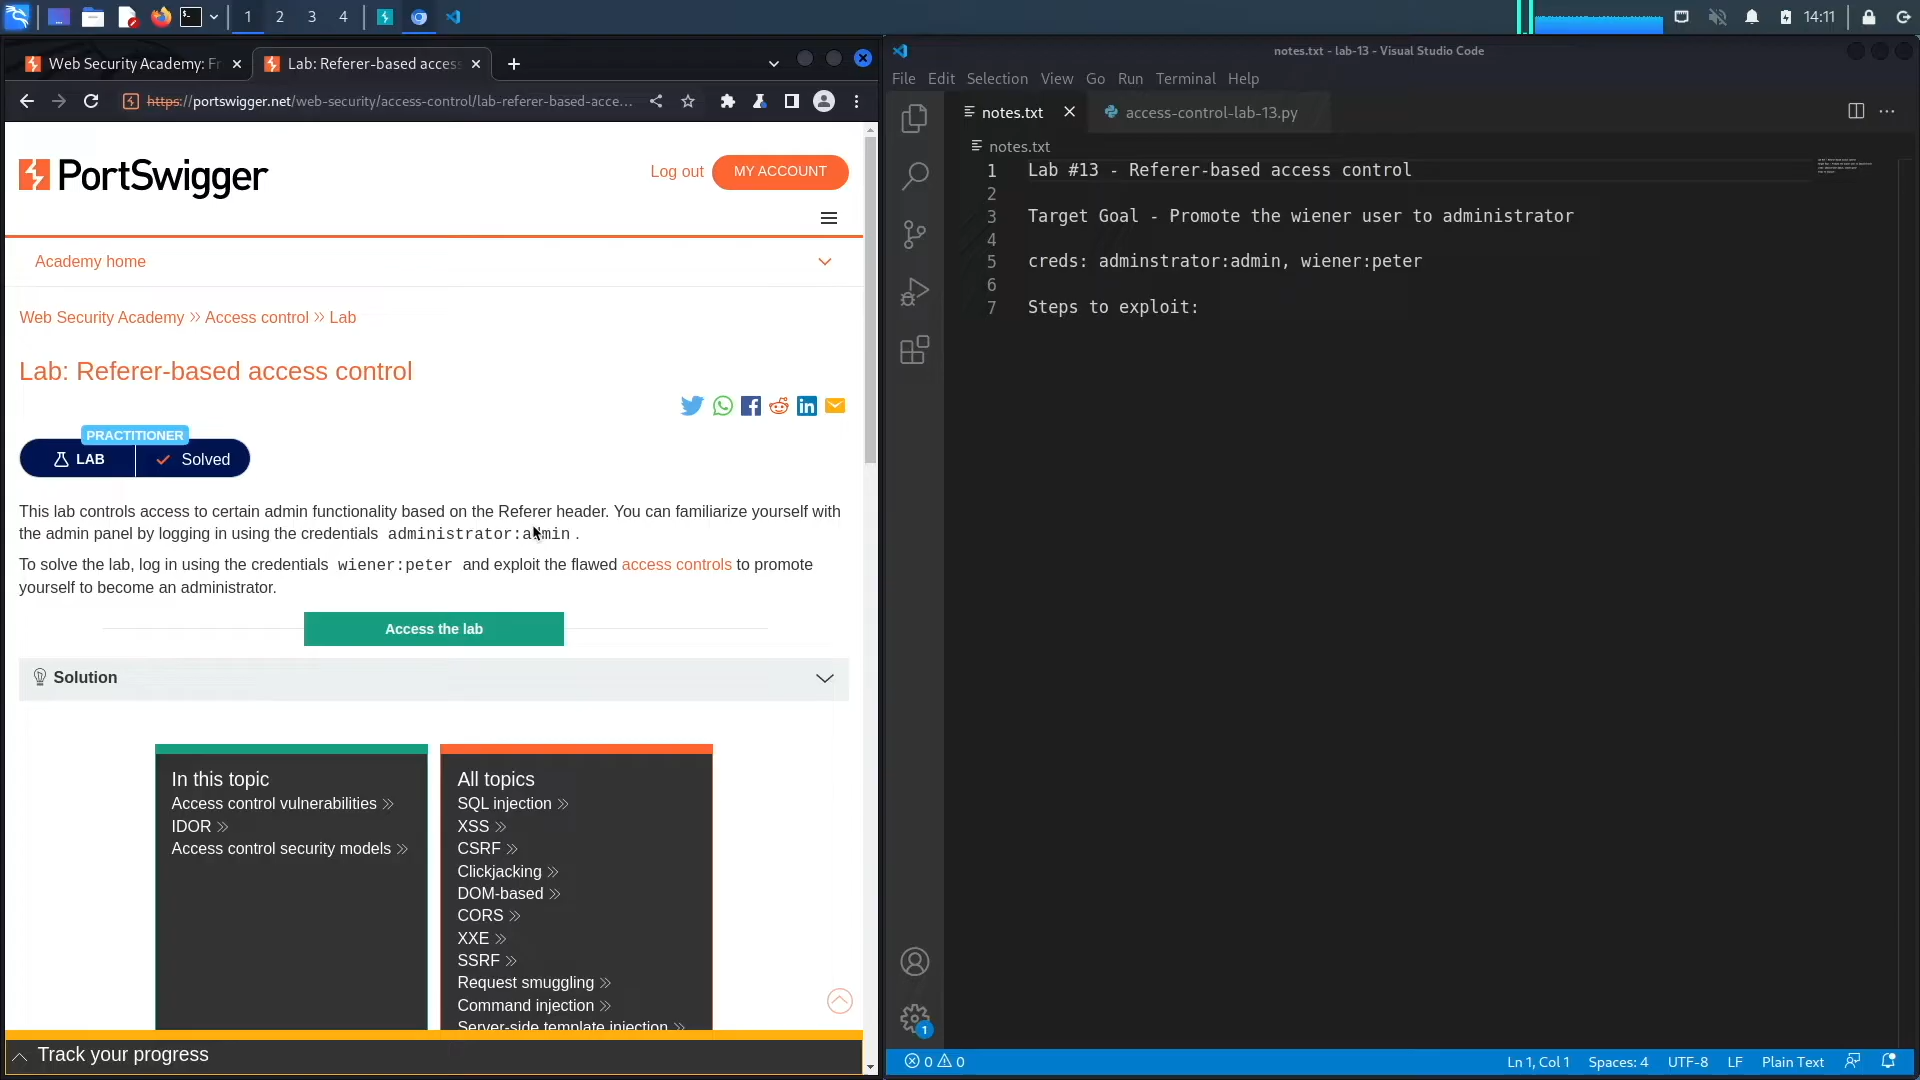 1
2
3
4
14:11
Web Security Academy: Fr
Lab: Referer-based access
https://portswigger.net/web-security/access-control/lab-referer-based-acce...
PortSwigger
Log out
MY ACCOUNT
Academy home
Web Security Academy >> Access control >> Lab
Lab: Referer-based access control
PRACTITIONER
LAB
Solved
This lab controls access to certain admin functionality based on the Referer header. You can familiarize yourself with
the admin panel by logging in using the credentials administrator:admin .
To solve the lab, log in using the credentials wiener:peter and exploit the flawed access controls to promote
yourself to become an administrator.
Access the lab
Solution
In this topic
Access control vulnerabilities >>
IDOR >>
Access control security models >>
All topics
SQL injection >>
XSS >>
CSRF >>
Clickjacking >>
DOM-based >>
CORS >>
XXE >>
SSRF >>
Request smuggling >>
Command injection >>
Server-side template injection >>
Track your progress
notes.txt - lab-13 - Visual Studio Code
File Edit Selection View Go Run Terminal Help
notes.txt
access-control-lab-13.py
notes.txt
1 Lab #13 - Referer-based access control
2
3 Target Goal - Promote the wiener user to administrator
4
5 creds: adminstrator:admin, wiener:peter
6
7 Steps to exploit:
1
0 0
Ln 1, Col 1 Spaces: 4 UTF-8 LF Plain Text